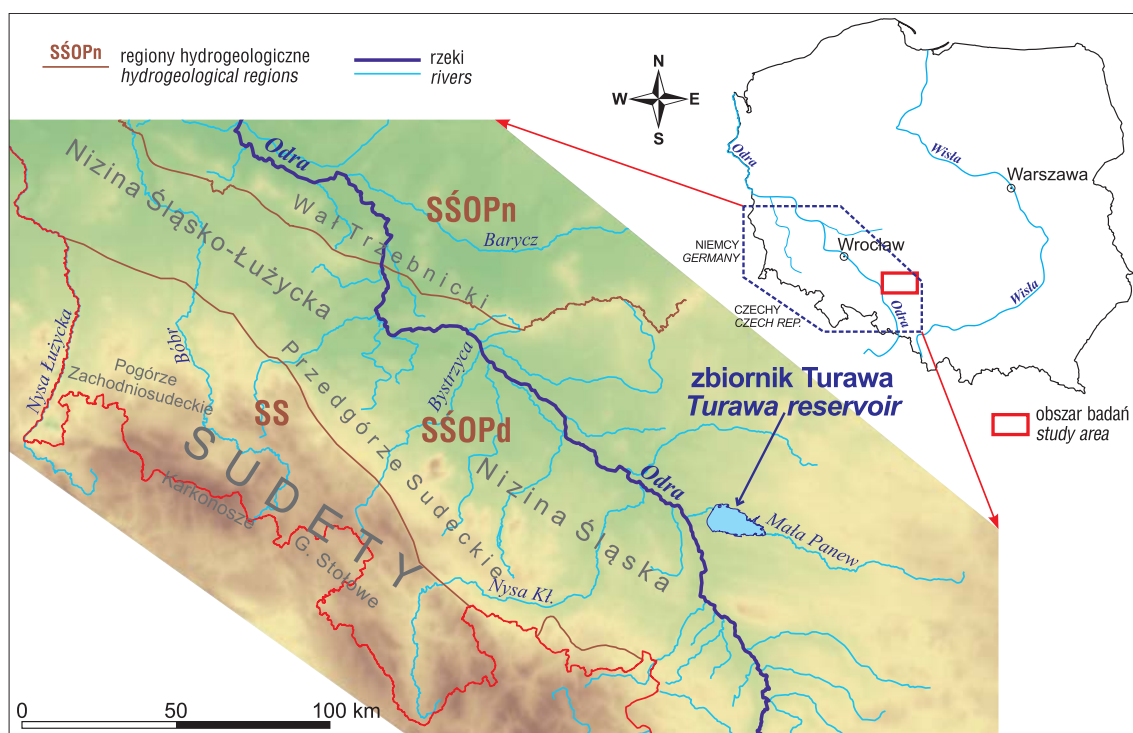 SŚOPn
regiony hydrogeologiczne
hydrogeological regions
rzeki
rivers
N
W
E
S
Odra
Wisła
Warszawa
Wrocław
NIEMCY
GERMANY
CZECHY
CZECH REP.
Odra
Wisła
obszar badań
study area
Odra
Nizina Śląsko-Łużycka
Wał Trzebnicki
SŚOPn
Barycz
Nysa Łużycka
Bóbr
Pogórze
Zachodniosudeckie
SS
Przedgórze Sudeckie
Bystrzyca
SŚOPd
zbiornik Turawa
Turawa reservoir
SUDETY
Karkonosze
G. Stołowe
Nizina Śląska
Odra
Mała Panew
Nysa Kł.
0
50
100 km